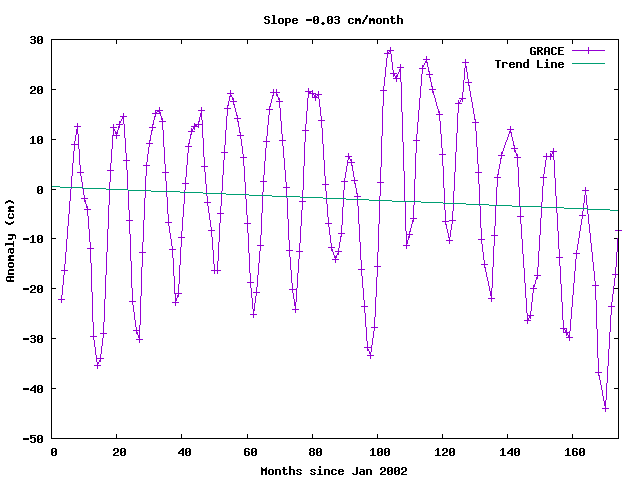 Slope -0.03 cm/month
GRACE
Trend Line
30
20
10
0
-10
-20
-30
-40
-50
Anomaly (cm)
0 20 40 60 80 100 120 140 160
Months since Jan 2002